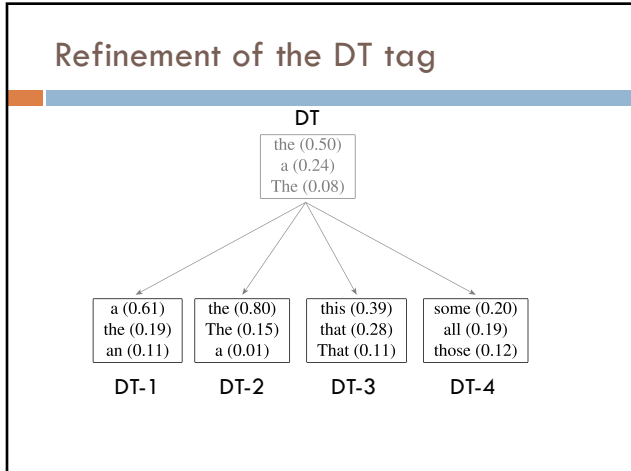 Refinement of the DT tag
DT
the (0.50)
a (0.24)
The (0.08)
a (0.61)
the (0.19)
an (0.11)
the (0.80)
The (0.15)
a (0.01)
this (0.39)
that (0.28)
That (0.11)
some (0.20)
all (0.19)
those (0.12)
DT-1
DT-2
DT-3
DT-4